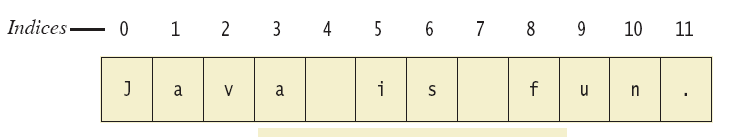 Indices 0 1 2 3 4 5 6 7 8 9 10 11
J a v a i s f u n .